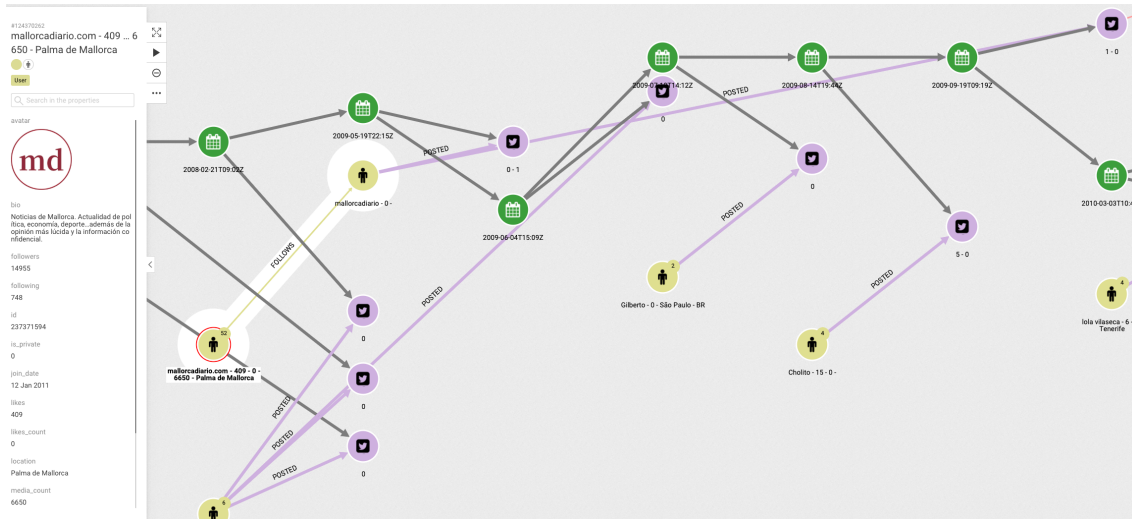 #124370262
mallorcadiario.com - 409 ... 6
650 - Palma de Mallorca
User
Search in the properties
avatar
md
bio
Noticias de Mallorca. Actualidad de pol
ítica, economía, deporte...además de la
opinión más lúcida y la información co
nfidencial.
followers
14955
following
748
id
237371594
is_private
0
join_date
12 Jan 2011
likes
409
likes_count
0
location
Palma de Mallorca
media_count
6650
1 - 0
2009-08-14T19:44Z
2009-09-19T09:19Z
POSTED
0
2009-05-19T22:15Z
POSTED
0 - 1
2008-02-21T09:02Z
0
mallorcadiario - 0 -
POSTED
2009-06-04T15:09Z
5 - 0
FOLLOWS
POSTED
POSTED
2
Gilberto - 0 - São Paulo - BR
4
lola vilaseca - 6 -
Tenerife
52
0
mallorcadiario.com - 409 - 0 -
6650 - Palma de Mallorca
4
Cholito - 15 - 0 -
0
POSTED
POSTED
POSTED
0
6